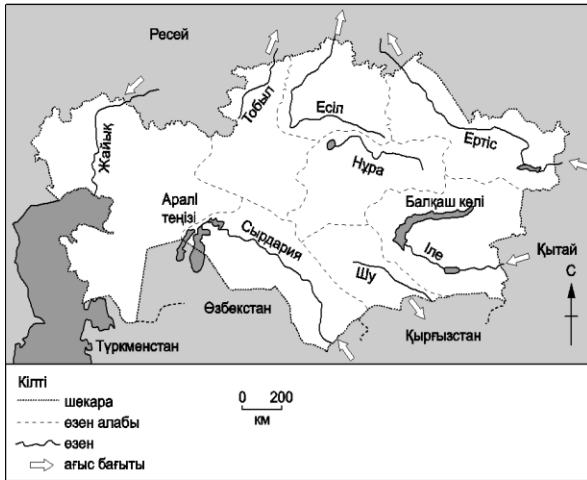 Ресей
Тобыл
Есіл
Ертіс
Жайық
Нұра
Аралі
теңізі
Балқаш көлі
Сырдария
Іле
Шу
Қытай
С
Өзбекстан
Қырғызстан
Түркменстан
Кілті
шекара
өзен алабы
өзен
ағыс бағыты
0 200
км